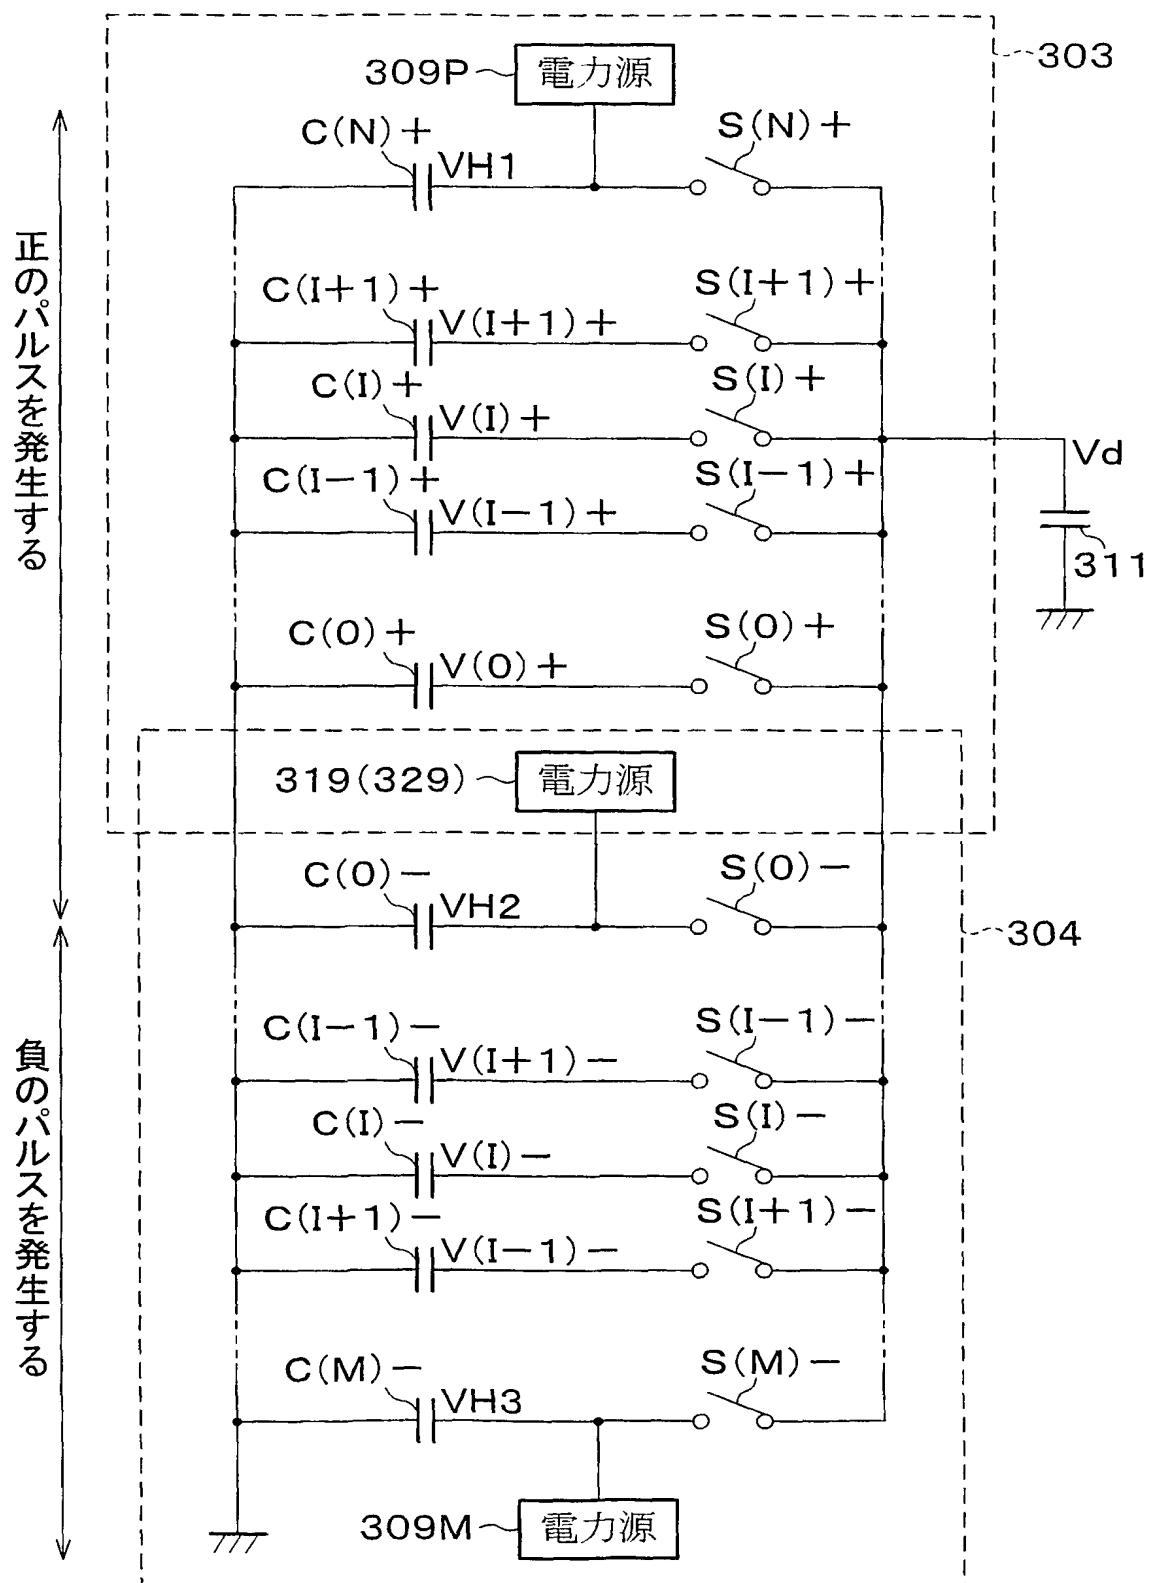 303
309P
電力源
C(N)+
VH1
S(N)+
C(I+1)+
V(I+1)+
S(I+1)+
C(I)+
V(I)+
S(I)+
C(I-1)+
V(I-1)+
S(I-1)+
Vd
311
C(0)+
V(0)+
S(0)+
正のパルスを発生する
319(329)
電力源
C(0)-
VH2
S(0)-
304
C(I-1)-
V(I+1)-
S(I-1)-
C(I)-
V(I)-
S(I)-
C(I+1)-
V(I-1)-
S(I+1)-
C(M)-
VH3
S(M)-
309M
電力源
負のパルスを発生する